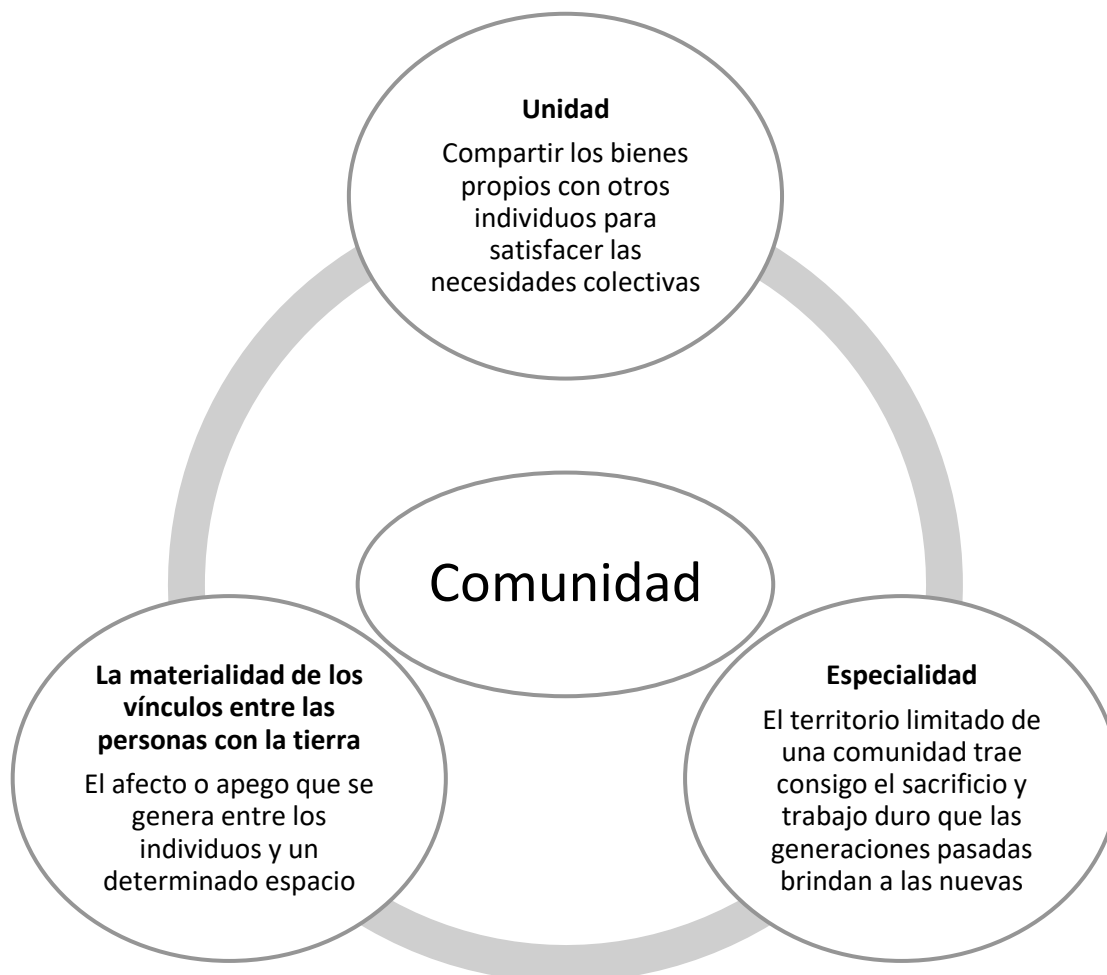 Unidad
Compartir los bienes
propios con otros
individuos para
satisfacer las
necesidades colectivas
Comunidad
La materialidad de los
vínculos entre las
personas con la tierra
El afecto o apego que se
genera entre los
individuos y un
determinado espacio
Especialidad
El territorio limitado de
una comunidad trae
consigo el sacrificio y
trabajo duro que las
generaciones pasadas
brindan a las nuevas